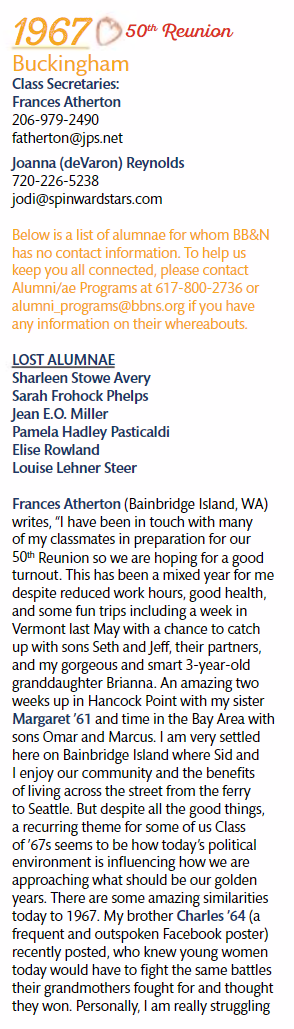 1967 50th Reunion
Buckingham
Class Secretaries:
Frances Atherton
206-979-2490
fatherton@jps.net
Joanna (deVaron) Reynolds
720-226-5238
jodi@spinwardstars.com
Below is a list of alumnae for whom BB&N
has no contact information. To help us
keep you all connected, please contact
Alumni/ae Programs at 617-800-2736 or
alumni_programs@bbns.org if you have
any information on their whereabouts.
LOST ALUMNAE
Sharleen Stowe Avery
Sarah Frohock Phelps
Jean E.O. Miller
Pamela Hadley Pasticaldi
Elise Rowland
Louise Lehner Steer
Frances Atherton (Bainbridge Island, WA)
writes, “I have been in touch with many
of my classmates in preparation for our
50th Reunion so we are hoping for a good
turnout. This has been a mixed year for me
despite reduced work hours, good health,
and some fun trips including a week in
Vermont last May with a chance to catch
up with sons Seth and Jeff, their partners,
and my gorgeous and smart 3-year-old
granddaughter Brianna. An amazing two
weeks up in Hancock Point with my sister
Margaret ’61 and time in the Bay Area with
sons Omar and Marcus. I am very settled
here on Bainbridge Island where Sid and
I enjoy our community and the benefits
of living across the street from the ferry
to Seattle. But despite all the good things,
a recurring theme for some of us Class
of ’67s seems to be how today’s political
environment is influencing how we are
approaching what should be our golden
years. There are some amazing similarities
today to 1967. My brother Charles ’64 (a
frequent and outspoken Facebook poster)
recently posted, who knew young women
today would have to fight the same battles
their grandmothers fought for and thought
they won. Personally, I am really struggling